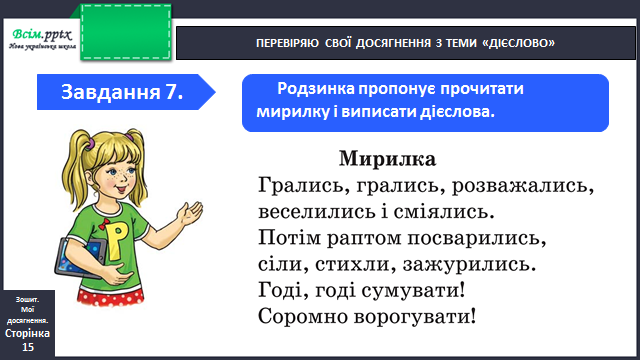 Всім.pptx
Нова українська школа
ПЕРЕВІРЯЮ СВОЇ ДОСЯГНЕННЯ З ТЕМИ «ДІЄСЛОВО»
Завдання 7.
Родзинка пропонує прочитати
мирилку і виписати дієслова.
Мирилка
Грались, грались, розважались,
веселились і сміялись.
Потім раптом посварились,
сіли, стихли, зажурились.
Годі, годі сумувати!
Соромно ворогувати!
Р
Зошит.
Мої
досягнення.
Сторінка
15